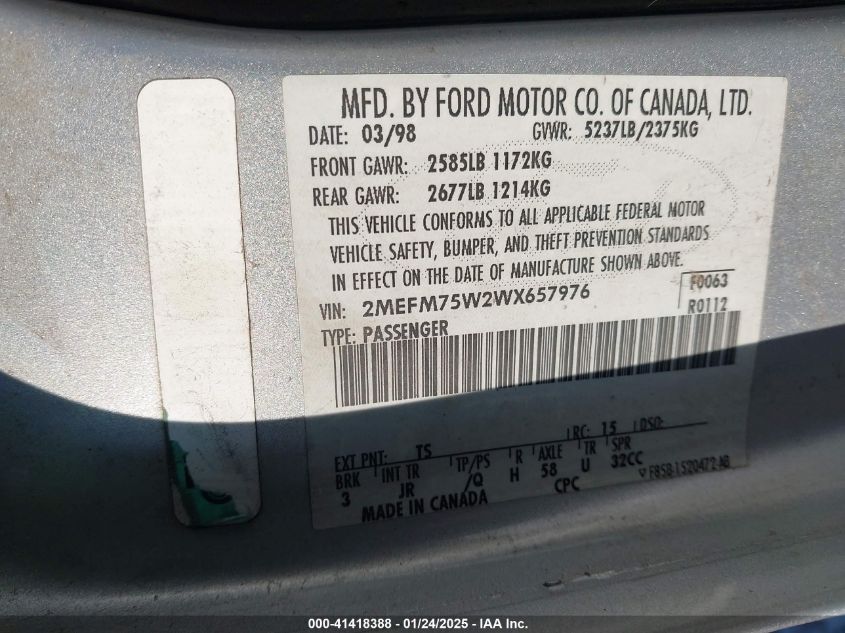 MFD. BY FORD MOTOR CO. OF CANADA, LTD.
DATE: 03/98 GVWR: 5237LB/2375KG
FRONT GAWR: 2585LB 1172KG
REAR GAWR: 2677LB 1214KG
THIS VEHICLE CONFORMS TO ALL APPLICABLE FEDERAL MOTOR
VEHICLE SAFETY, BUMPER, AND THEFT PREVENTION STANDARDS
IN EFFECT ON THE DATE OF MANUFACTURE SHOWN ABOVE.
VIN: 2MEFM75W2WX657976 F0063
TYPE: PASSENGER R0112
EXT PNT: TS RC: 15 DSO:
BRK INT TR TP/PS R AXLE TR SPR
3 JR /Q H 58 U 32CC
MADE IN CANADA CPC F85B-1520472-AB
000-41418388 - 01/24/2025 - IAA Inc.